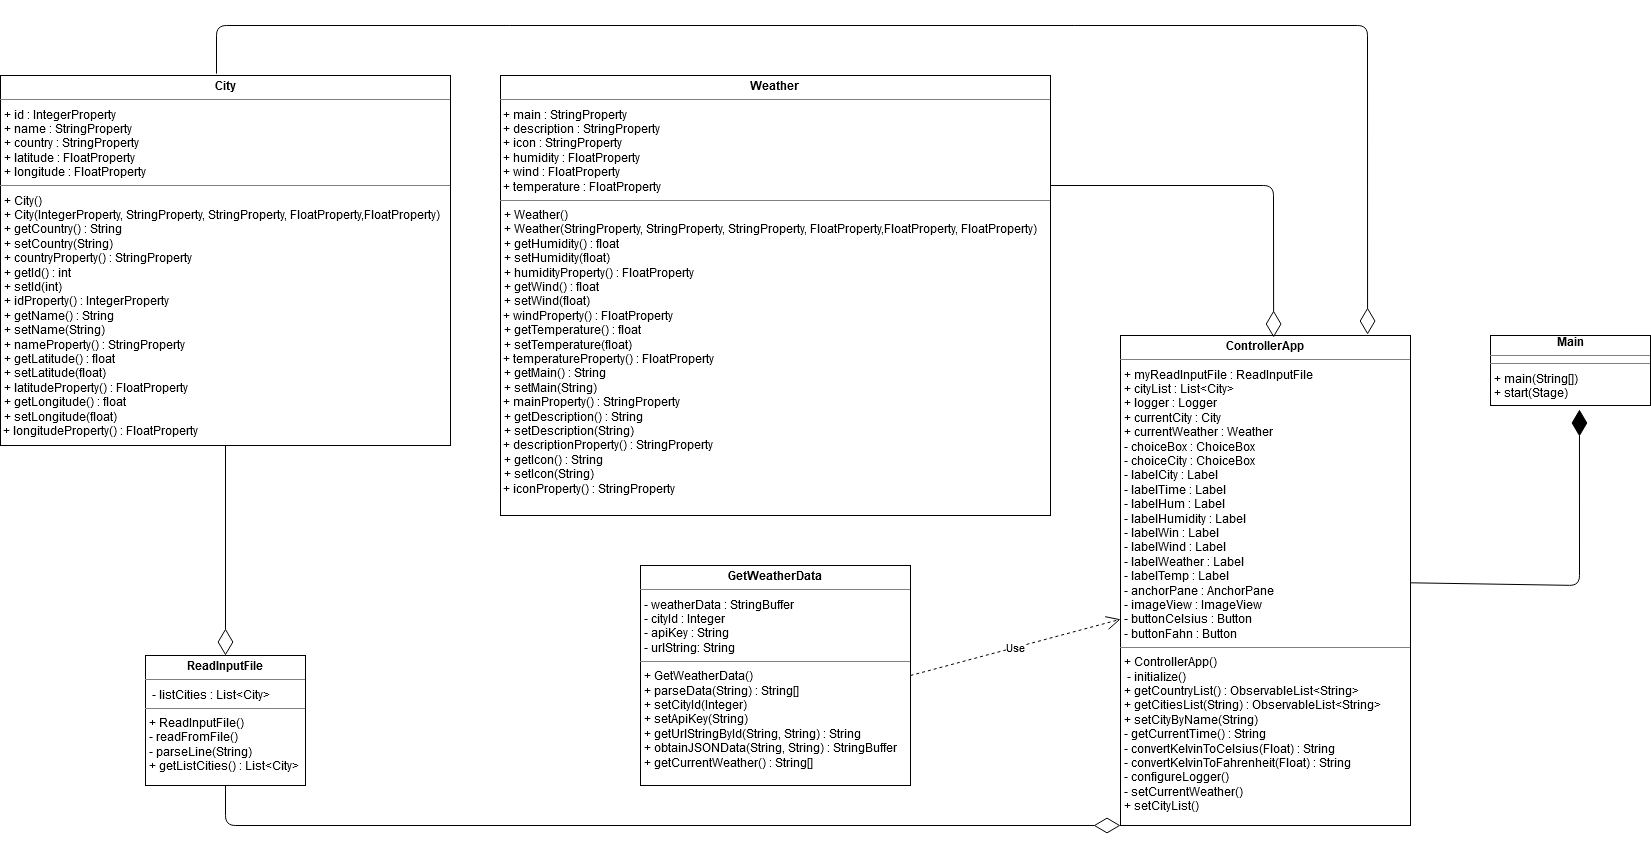 City
+ id : IntegerProperty
+ name : StringProperty
+ country : StringProperty
+ latitude : FloatProperty
+ longitude : FloatProperty
+ City()
+ City(IntegerProperty, StringProperty, StringProperty, FloatProperty,FloatProperty)
+ getCountry() : String
+ setCountry(String)
+ countryProperty() : StringProperty
+ getId() : int
+ setId(int)
+ idProperty() : IntegerProperty
+ getName() : String
+ setName(String)
+ nameProperty() : StringProperty
+ getLatitude() : float
+ setLatitude(float)
+ latitudeProperty() : FloatProperty
+ getLongitude() : float
+ setLongitude(float)
+ longitudeProperty() : FloatProperty
Weather
+ main : StringProperty
+ description : StringProperty
+ icon : StringProperty
+ humidity : FloatProperty
+ wind : FloatProperty
+ temperature : FloatProperty
+ Weather()
+ Weather(StringProperty, StringProperty, StringProperty, FloatProperty,FloatProperty, FloatProperty)
+ getHumidity() : float
+ setHumidity(float)
+ humidityProperty() : FloatProperty
+ getWind() : float
+ setWind(float)
+ windProperty() : FloatProperty
+ getTemperature() : float
+ setTemperature(float)
+ temperatureProperty() : FloatProperty
+ getMain() : String
+ setMain(String)
+ mainProperty() : StringProperty
+ getDescription() : String
+ setDescription(String)
+ descriptionProperty() : StringProperty
+ getIcon() : String
+ setIcon(String)
+ iconProperty() : StringProperty
ControllerApp
+ myReadInputFile : ReadInputFile
+ cityList : List<City>
+ logger : Logger
+ currentCity : City
+ currentWeather : Weather
- choiceBox : ChoiceBox
- choiceCity : ChoiceBox
- labelCity : Label
- labelTime : Label
- labelHum : Label
- labelHumidity : Label
- labelWin : Label
- labelWind : Label
- labelWeather : Label
- labelTemp : Label
- anchorPane : AnchorPane
- imageView : ImageView
- buttonCelsius : Button
- buttonFahn : Button
+ ControllerApp()
- initialize()
+ getCountryList() : ObservableList<String>
+ getCitiesList(String) : ObservableList<String>
+ setCityByName(String)
- getCurrentTime() : String
- convertKelvinToCelsius(Float) : String
- convertKelvinToFahrenheit(Float) : String
- configureLogger()
- setCurrentWeather()
+ setCityList()
Main
+ main(String[])
+ start(Stage)
GetWeatherData
- weatherData : StringBuffer
- cityId : Integer
- apiKey : String
- urlString: String
+ GetWeatherData()
+ parseData(String) : String[]
+ setCityId(Integer)
+ setApiKey(String)
+ getUrlStringById(String, String) : String
+ obtainJSONData(String, String) : StringBuffer
+ getCurrentWeather() : String[]
Use
ReadInputFile
- listCities : List<City>
+ ReadInputFile()
- readFromFile()
- parseLine(String)
+ getListCities() : List<City>